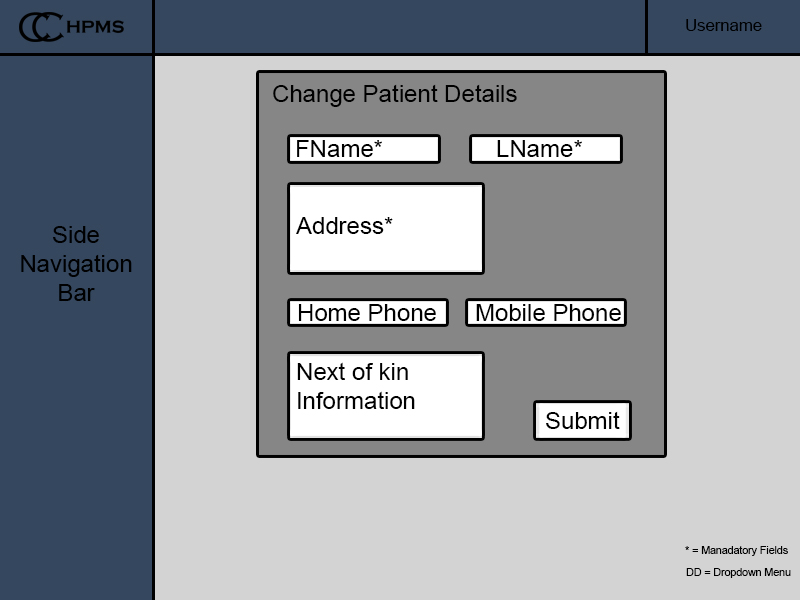 CCC HPMS
Username
Change Patient Details
FName*
LName*
Side
Navigation
Bar
Address*
Home Phone
Mobile Phone
Next of kin
Information
Submit
* = Manadatory Fields
DD = Dropdown Menu